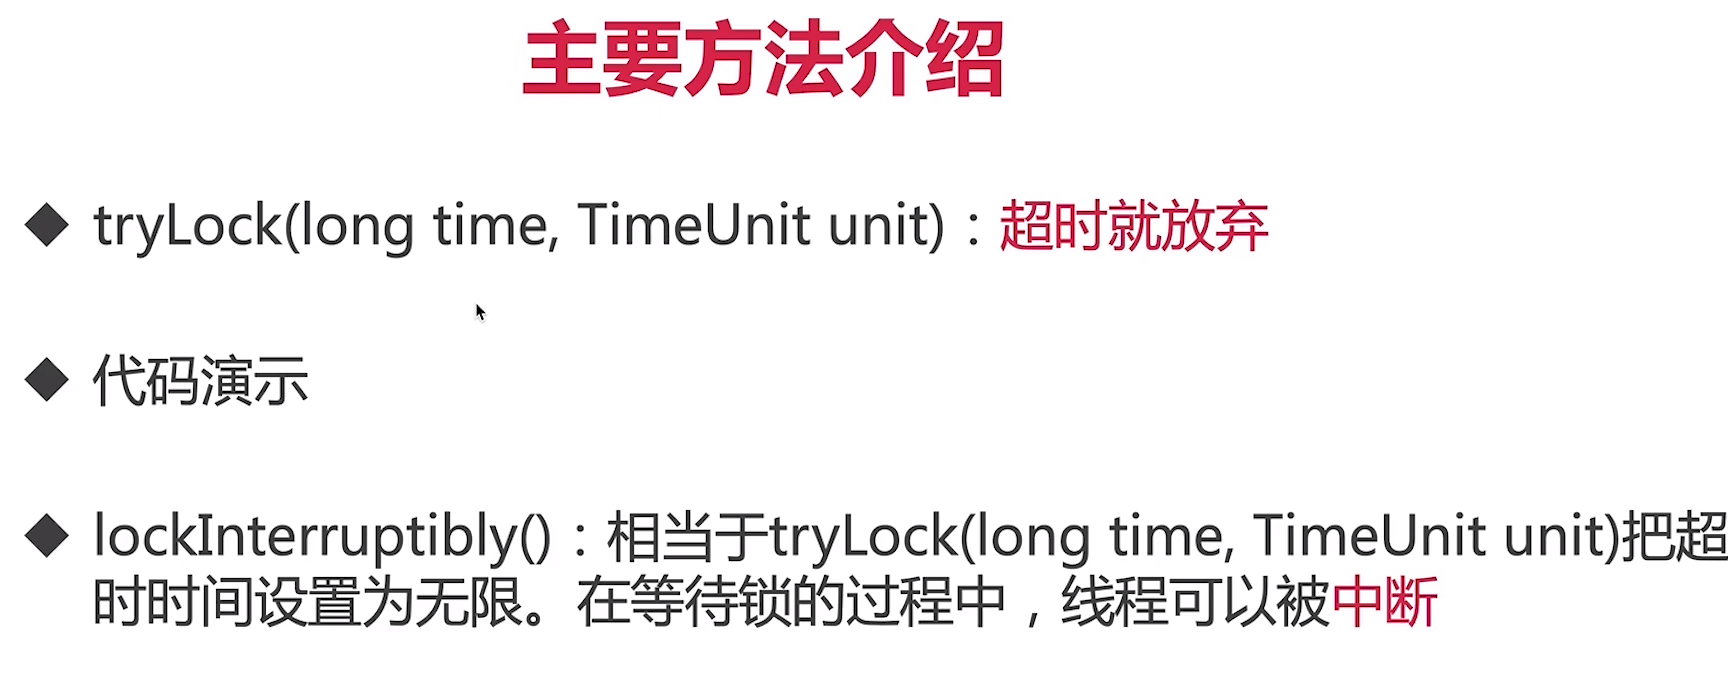 主要方法介绍
◆ tryLock(long time, TimeUnit unit)：超时就放弃
◆ 代码演示
◆ lockInterruptibly()：相当于tryLock(long time, TimeUnit unit)把超
时时间设置为无限。在等待锁的过程中，线程可以被中断